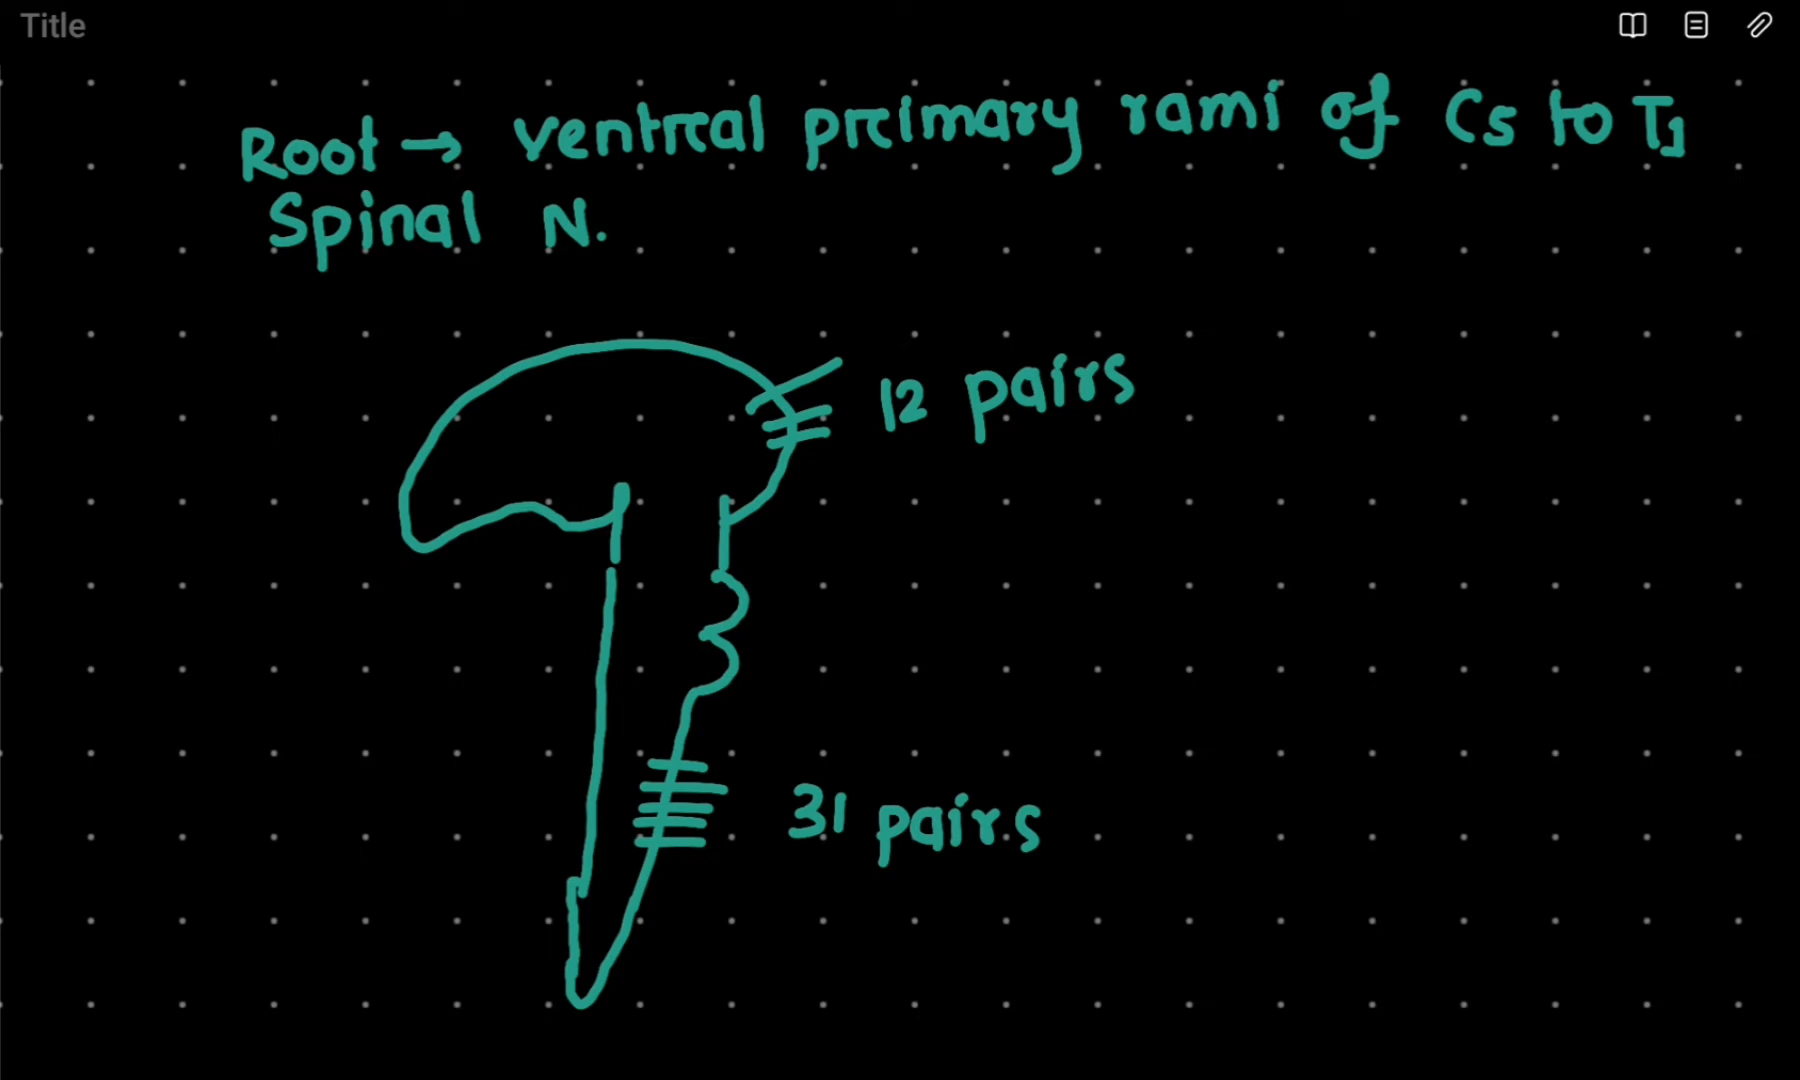 Title
Root → ventral primary rami of C5 to T1
Spinal N.
12 pairs
31 pairs